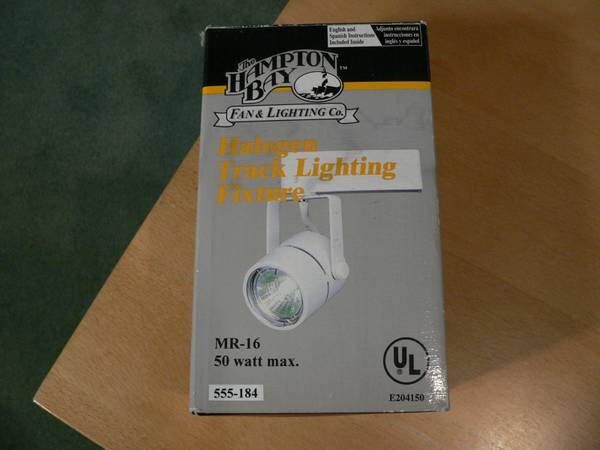 English and
Spanish Instructions
Included Inside
Adjunto encontrará
instrucciones en
inglés y español
The
HAMPTON
BAY
TM
FAN & LIGHTING Co.
Halogen
Track Lighting
Fixture
MR-16
50 watt max.
555-184
UL
E204150